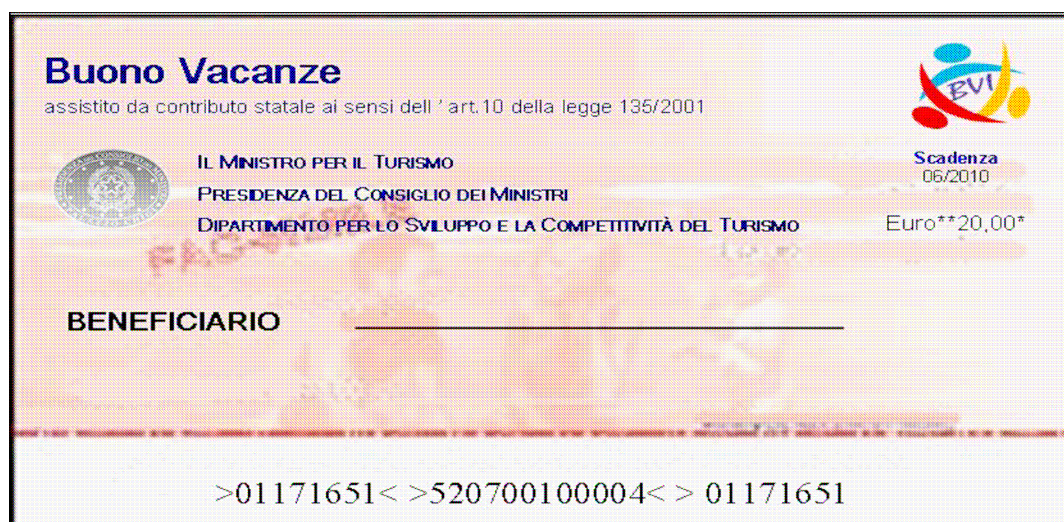 Buono Vacanze
assistito da contributo statale ai sensi dell' art.10 della legge 135/2001
BVI
IL MINISTRO PER IL TURISMO
PRESIDENZA DEL CONSIGLIO DEI MINISTRI
DIPARTIMENTO PER LO SVILUPPO E LA COMPETITIVITÀ DEL TURISMO
Scadenza
06/2010
Euro**20,00*
BENEFICIARIO
>01171651< >520700100004< > 01171651